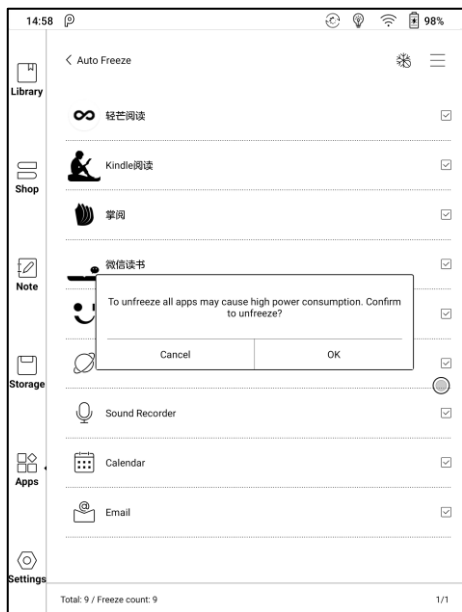 14:58
98%
Auto Freeze
Library
轻芒阅读
Kindle阅读
Shop
掌阅
微信读书
Note
To unfreeze all apps may cause high power consumption. Confirm
to unfreeze?
Cancel
OK
Storage
Sound Recorder
Calendar
Apps
Email
Settings
Total: 9 / Freeze count: 9
1/1